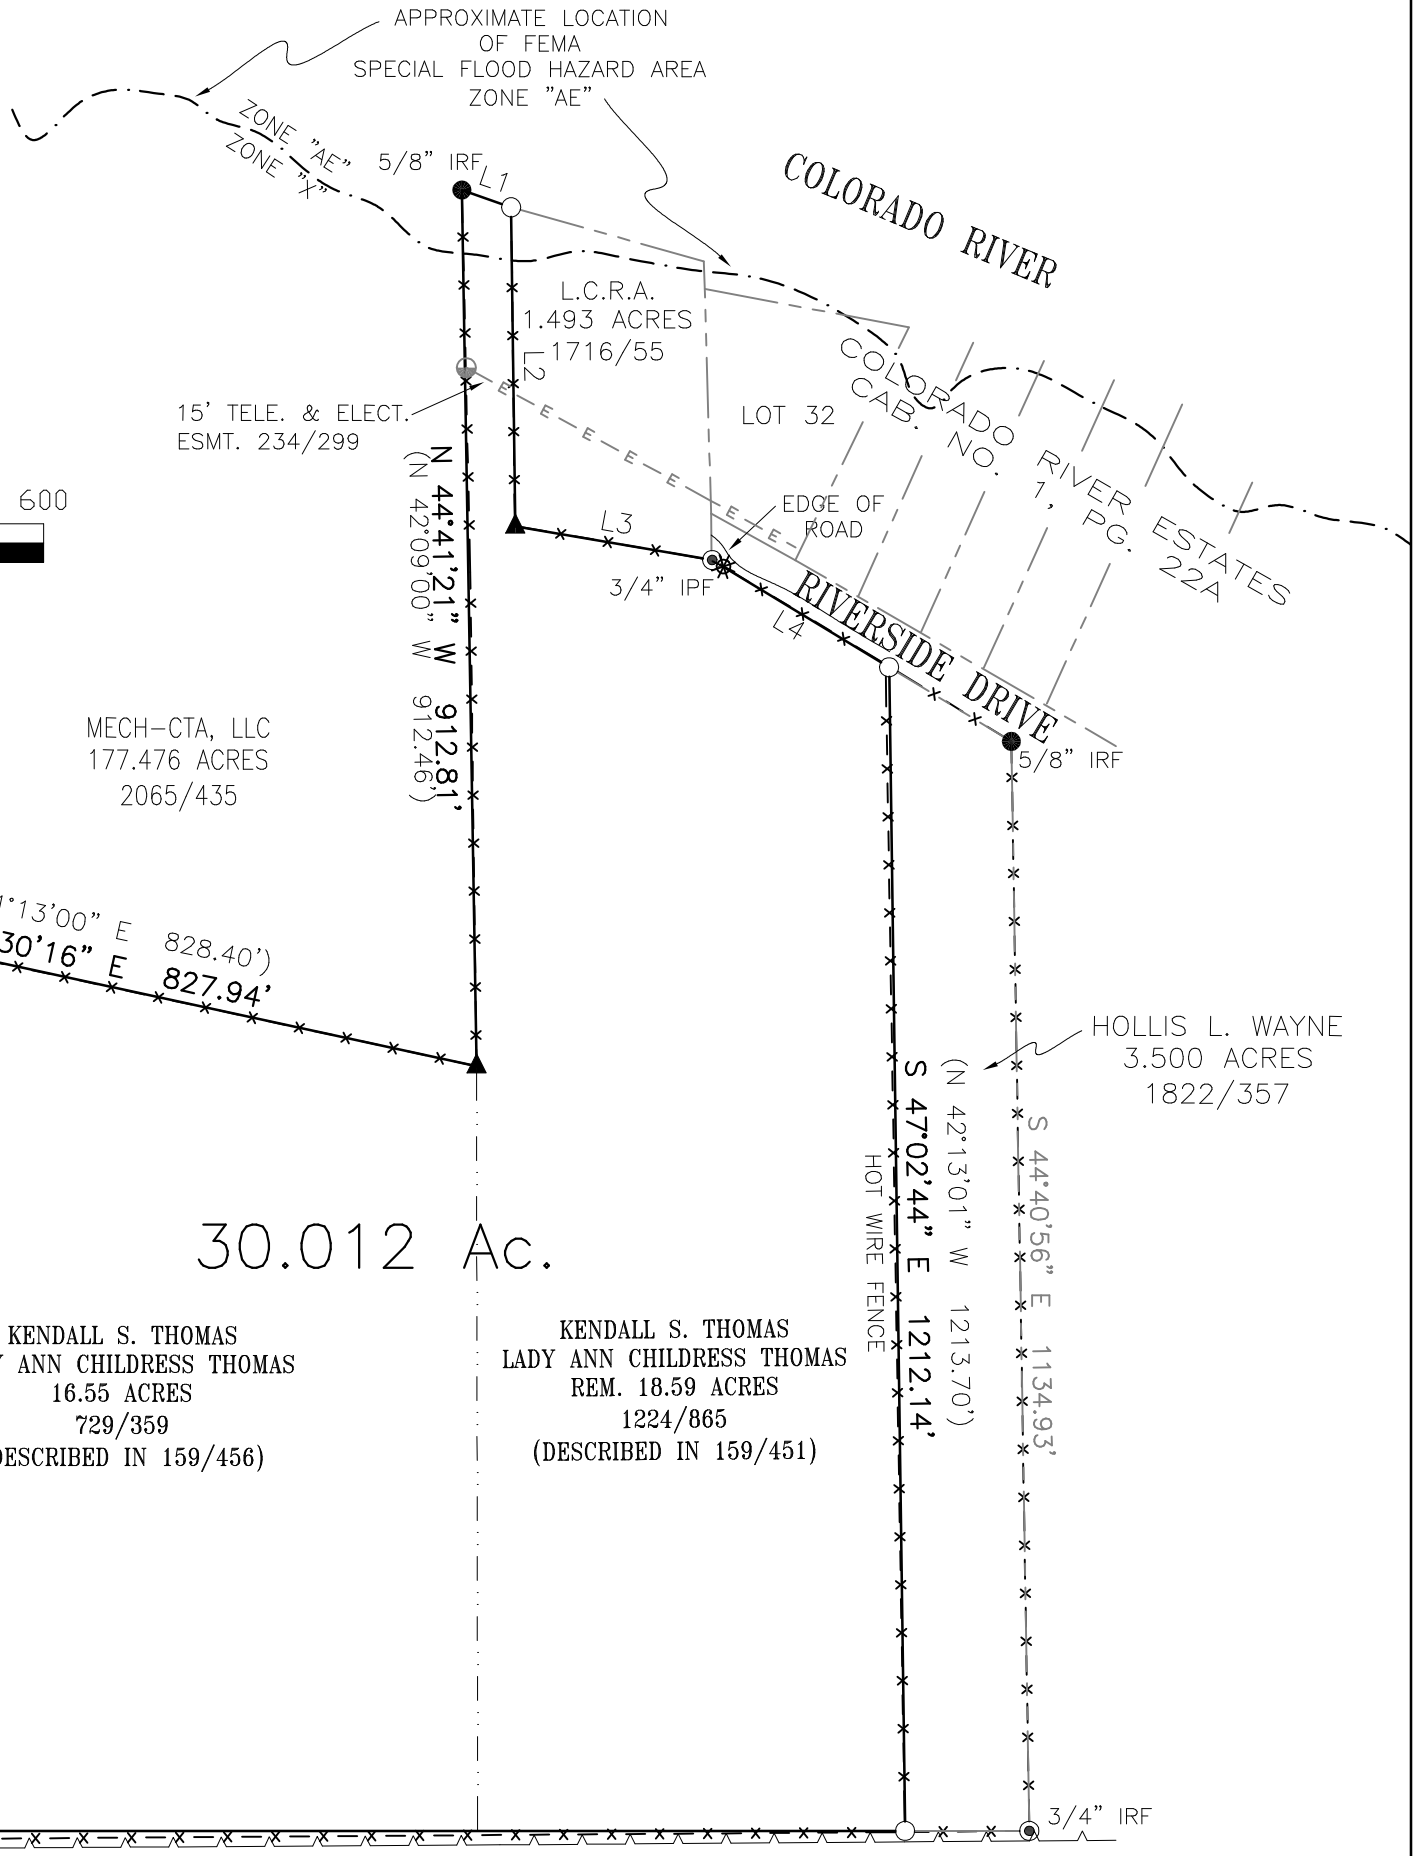 APPROXIMATE LOCATION
OF FEMA
SPECIAL FLOOD HAZARD AREA
ZONE "AE"
ZONE "AE"
ZONE "X"
5/8" IRF
L1
COLORADO RIVER
L.C.R.A.
1.493 ACRES
1716/55
L2
15' TELE. & ELECT.
ESMT. 234/299
E E E E E E E
LOT 32
COLORADO RIVER ESTATES
CAB. NO. 1, PG. 22A
600
EDGE OF
ROAD
L3
3/4" IPF
L4
RIVERSIDE DRIVE
5/8" IRF
N 44°41'21" W 912.81'
(N 42°09'00" W 912.46')
MECH-CTA, LLC
177.476 ACRES
2065/435
°13'00" E 828.40')
30'16" E 827.94'
HOLLIS L. WAYNE
3.500 ACRES
1822/357
(N 42°13'01" W 1213.70')
S 47°02'44" E 1212.14'
HOT WIRE FENCE
S 44°40'56" E 1134.93'
30.012 Ac.
KENDALL S. THOMAS
ANN CHILDRESS THOMAS
16.55 ACRES
729/359
DESCRIBED IN 159/456)
KENDALL S. THOMAS
LADY ANN CHILDRESS THOMAS
REM. 18.59 ACRES
1224/865
(DESCRIBED IN 159/451)
3/4" IRF